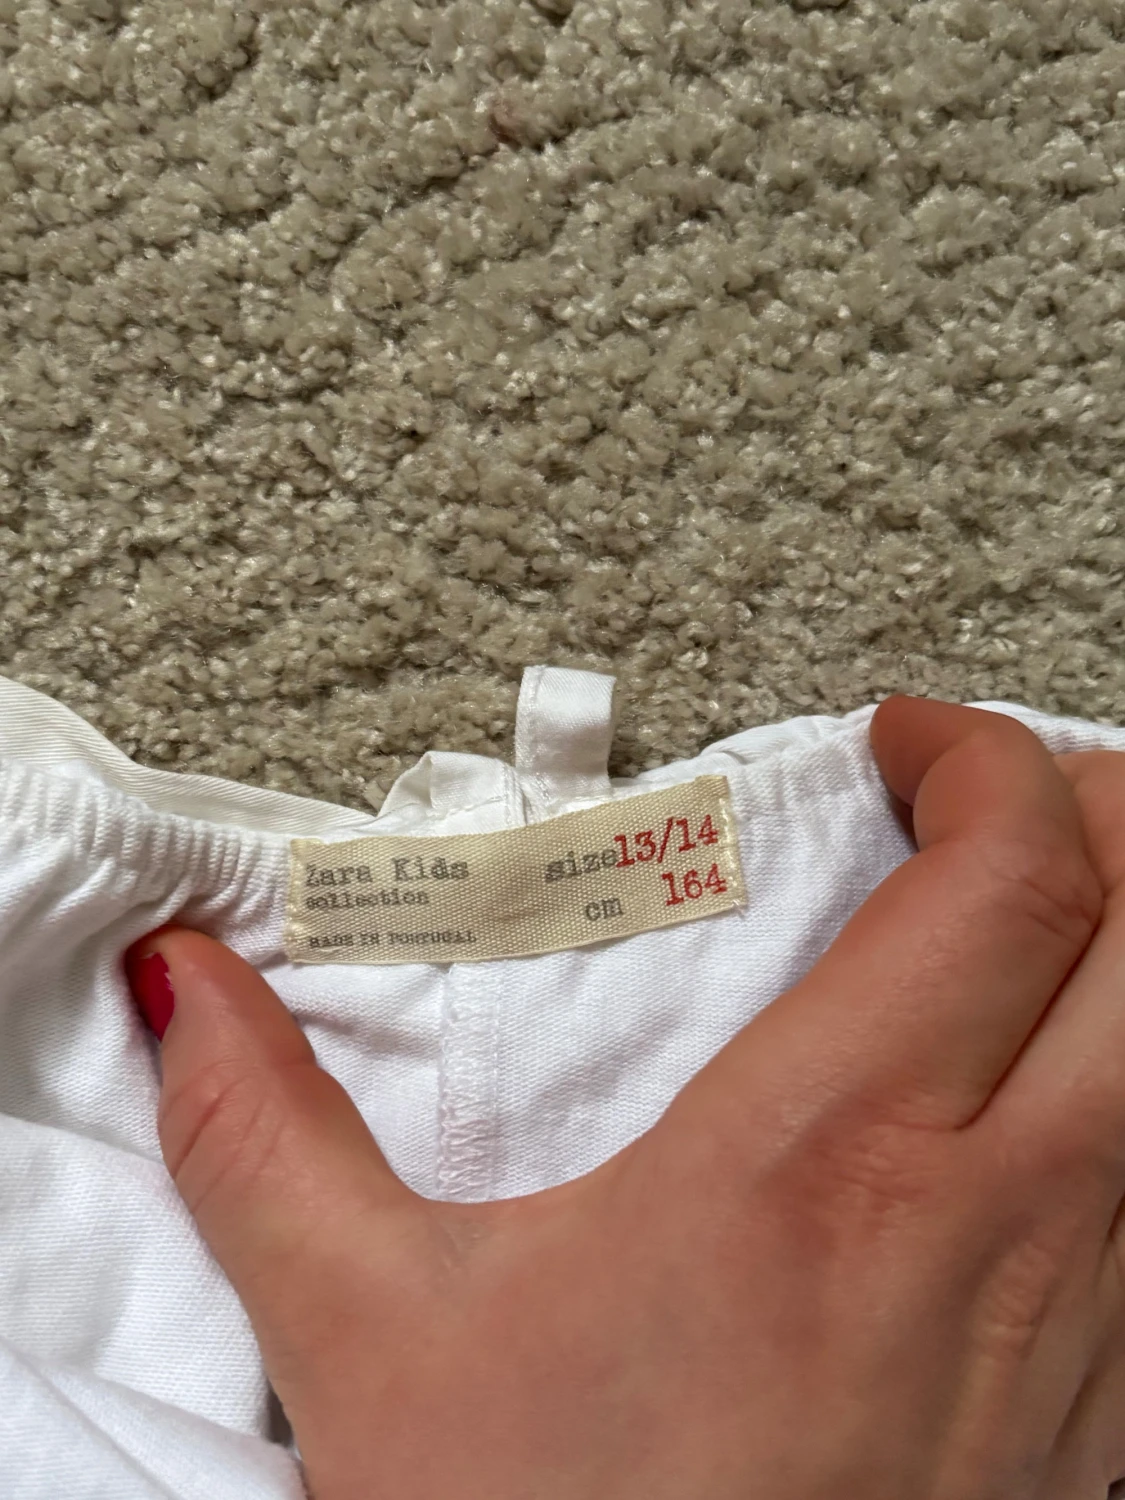 Zara Kids
collection
MADE IN PORTUGAL
size 13/14
cm 164